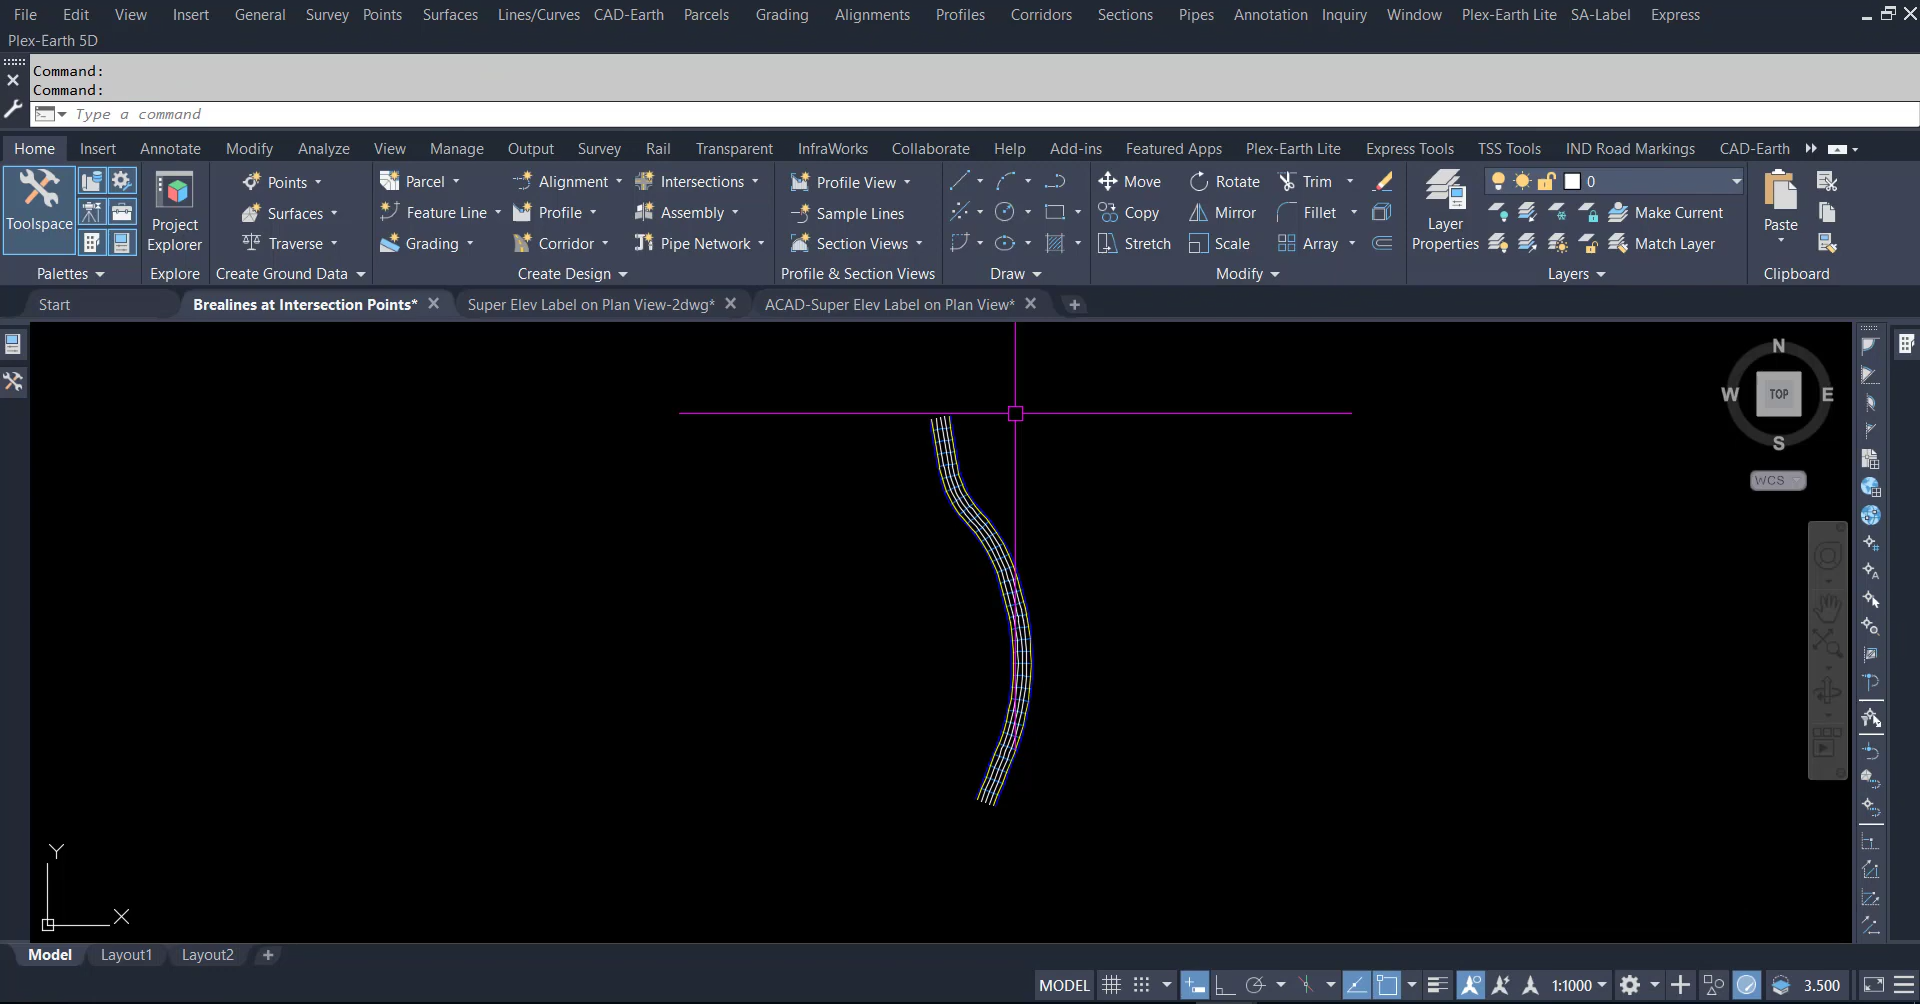 File Edit View Insert General Survey Points Surfaces Lines/Curves CAD-Earth Parcels Grading Alignments Profiles Corridors Sections Pipes Annotation Inquiry Window Plex-Earth Lite SA-Label Express
Plex-Earth 5D
Command:
Command:
Type a command
Home Insert Annotate Modify Analyze View Manage Output Survey Rail Transparent InfraWorks Collaborate Help Add-ins Featured Apps Plex-Earth Lite Express Tools TSS Tools IND Road Markings CAD-Earth
Points Parcel Alignment Intersections Profile View Move Rotate Trim 0
Toolspace Project Explorer Surfaces Feature Line Profile Assembly Sample Lines Copy Mirror Fillet Layer Properties Make Current Paste
Traverse Grading Corridor Pipe Network Section Views Stretch Scale Array Match Layer
Palettes Explore Create Ground Data Create Design Profile & Section Views Draw Modify Layers Clipboard
Start Brealines at Intersection Points* Super Elev Label on Plan View-2dwg* ACAD-Super Elev Label on Plan View*
N
W TOP E
S
WCS
Y
X
Model Layout1 Layout2
MODEL 1:1000 3.500